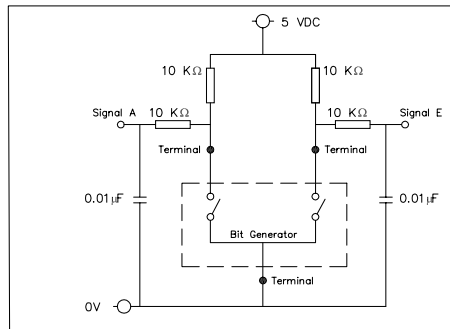 5 VDC
10 KΩ
10 KΩ
Signal A
10 KΩ
10 KΩ
Signal E
Terminal
Terminal
0.01µF
0.01µF
Bit Generator
Terminal
0V